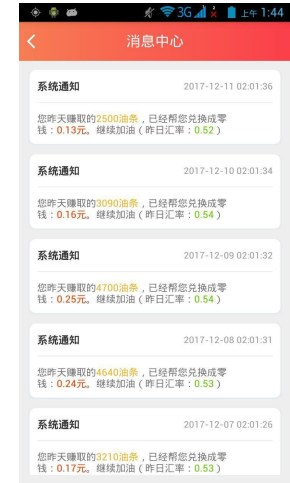 3G 上午 1:44
消息中心
系统通知 2017-12-11 02:01:36
您昨天赚取的2500油条，已经帮您兑换成零
钱：0.13元。继续加油（昨日汇率：0.52）
系统通知 2017-12-10 02:01:34
您昨天赚取的3090油条，已经帮您兑换成零
钱：0.16元。继续加油（昨日汇率：0.54）
系统通知 2017-12-09 02:01:32
您昨天赚取的4700油条，已经帮您兑换成零
钱：0.25元。继续加油（昨日汇率：0.54）
系统通知 2017-12-08 02:01:31
您昨天赚取的4640油条，已经帮您兑换成零
钱：0.24元。继续加油（昨日汇率：0.53）
系统通知 2017-12-07 02:01:26
您昨天赚取的3210油条，已经帮您兑换成零
钱：0.17元。继续加油（昨日汇率：0.53）